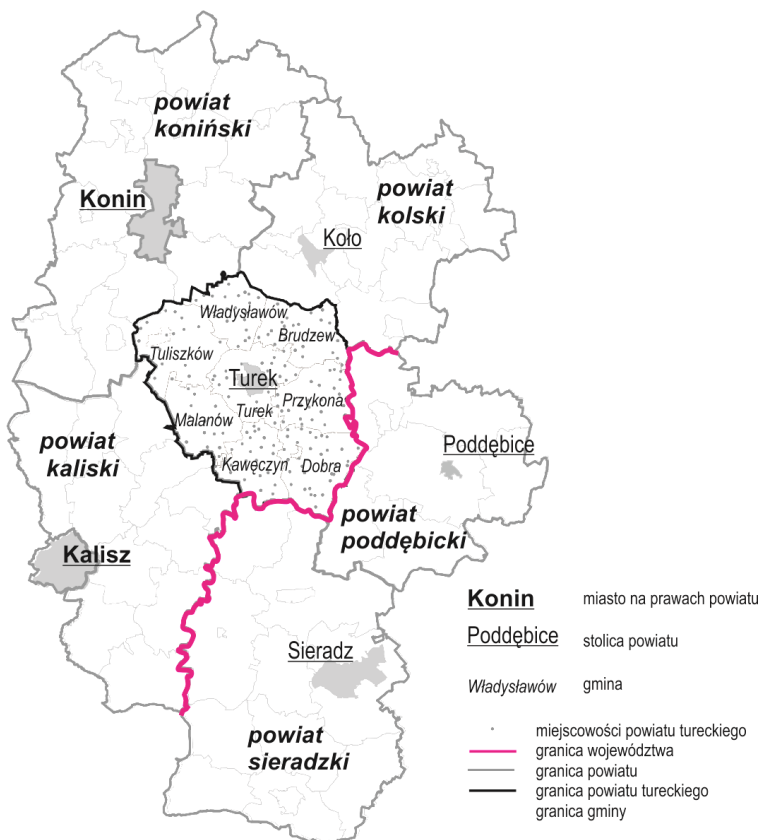 powiat
koniński
Konin
powiat
kolski
Koło
Władysławów
Brudzew
Tuliszków
Turek
Przykona
Malanów
Turek
powiat
kaliski
Poddębice
Kawęczyn
Dobra
powiat
poddębicki
Kalisz
Sieradz
powiat
sieradzki
Konin miasto na prawach powiatu
Poddębice stolica powiatu
Władysławów gmina
miejscowości powiatu tureckiego
granica województwa
granica powiatu
granica powiatu tureckiego
granica gminy